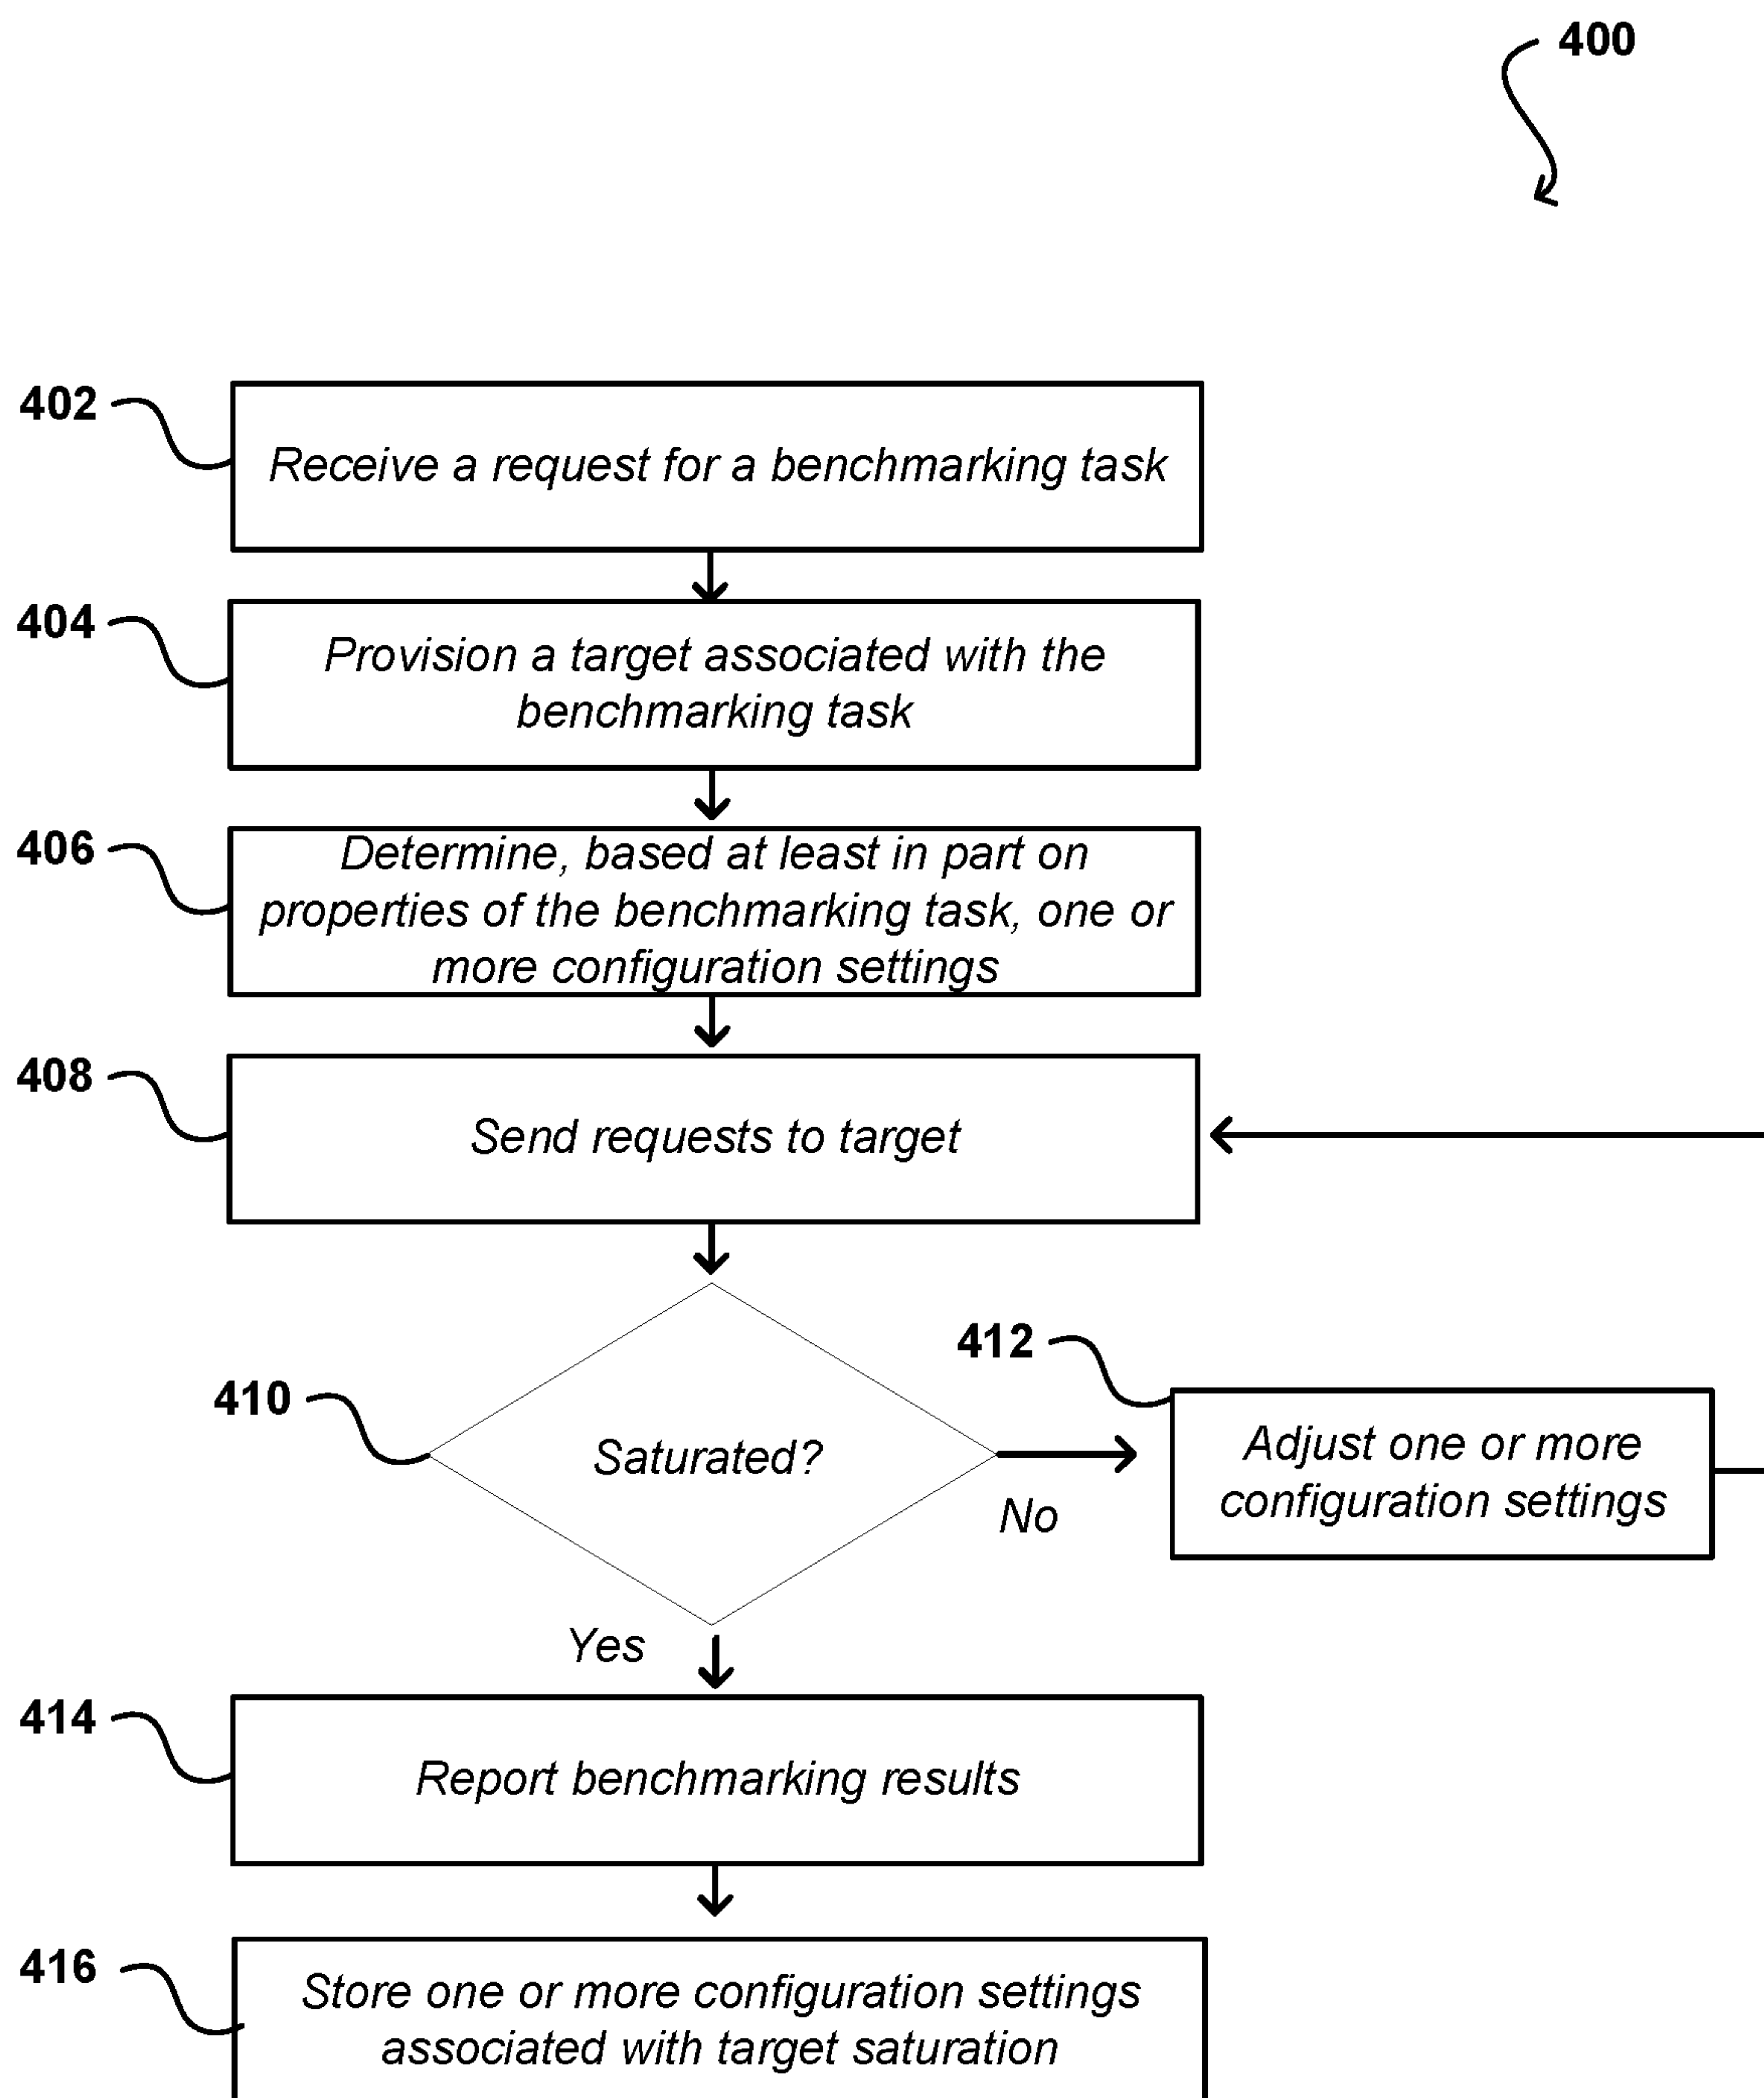 400
402
Receive a request for a benchmarking task
404
Provision a target associated with the
benchmarking task
406
Determine, based at least in part on
properties of the benchmarking task, one or
more configuration settings
408
Send requests to target
410
Saturated?
No
412
Adjust one or more
configuration settings
Yes
414
Report benchmarking results
416
Store one or more configuration settings
associated with target saturation